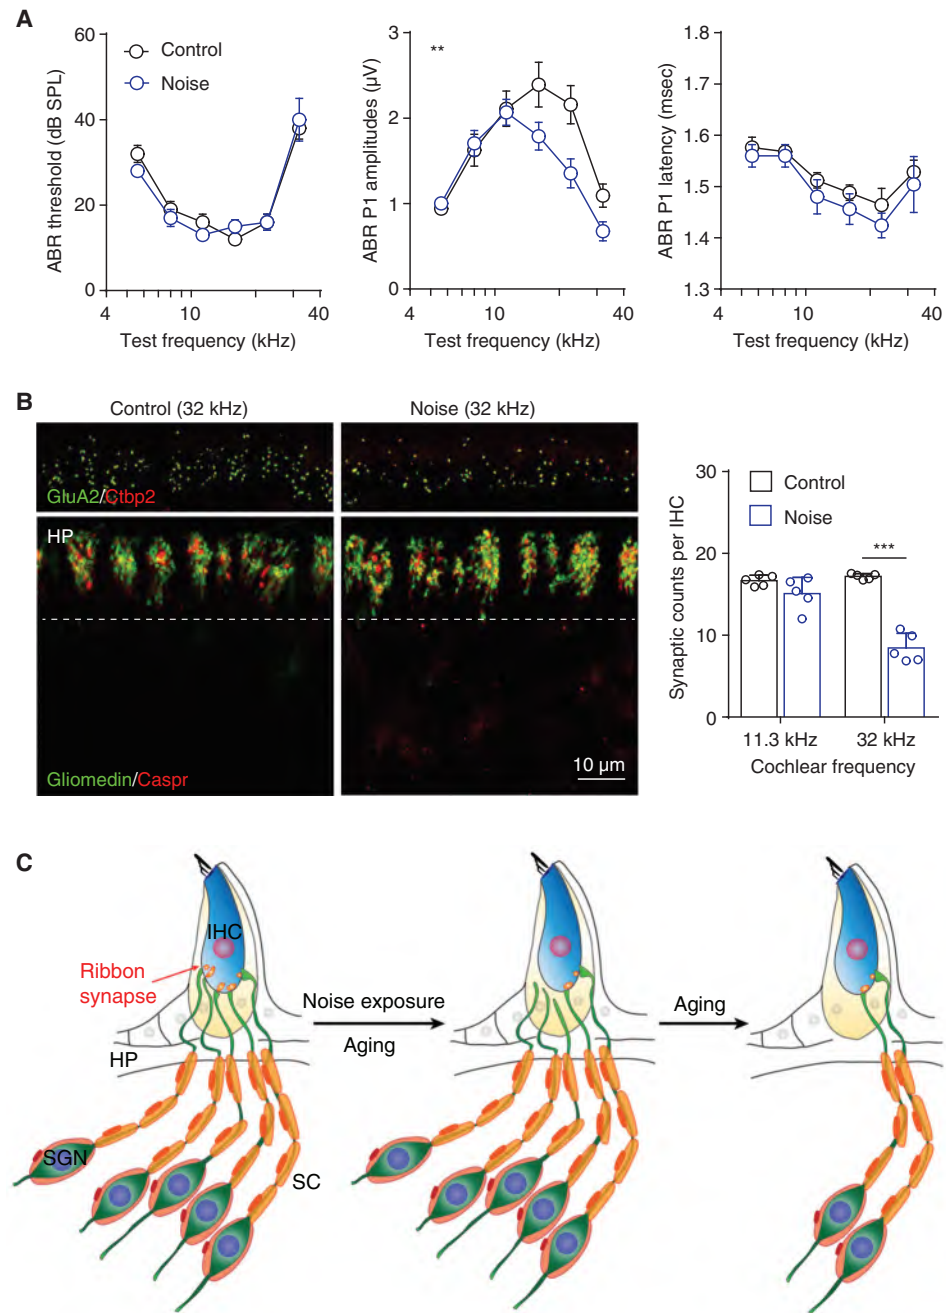 A
ABR threshold (dB SPL)
60
40
20
0
Control
Noise
4
10
40
Test frequency (kHz)
ABR P1 amplitudes (µV)
3
2
1
0
**
4
10
40
Test frequency (kHz)
ABR P1 latency (msec)
1.8
1.7
1.6
1.5
1.4
1.3
4
10
40
Test frequency (kHz)
B
Control (32 kHz)
Noise (32 kHz)
GluA2/Ctbp2
HP
Gliomedin/Caspr
10 µm
Synaptic counts per IHC
30
20
10
0
Control
Noise
***
11.3 kHz
32 kHz
Cochlear frequency
C
IHC
Ribbon
synapse
HP
SGN
SC
Noise exposure
Aging
Aging